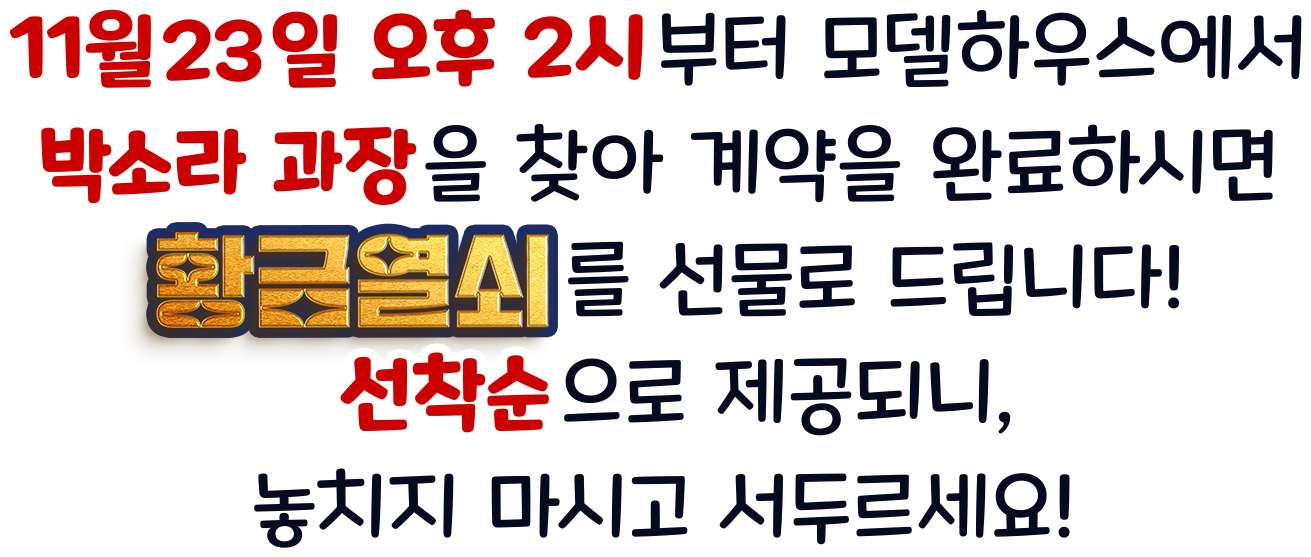 11월23일 오후 2시부터 모델하우스에서
박소라 과장을 찾아 계약을 완료하시면
황금열쇠를 선물로 드립니다!
선착순으로 제공되니,
놓치지 마시고 서두르세요!